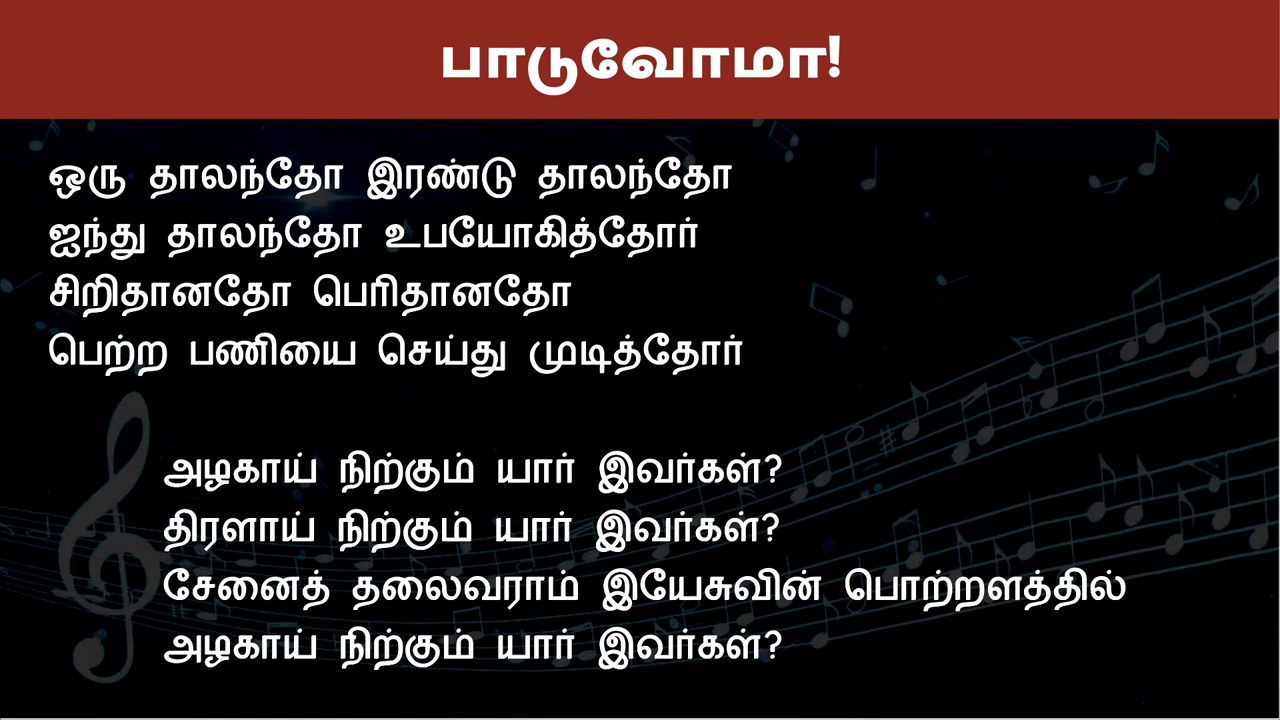 பாடுவோமா!
ஒரு தாலந்தோ இரண்டு தாலந்தோ
ஐந்து தாலந்தோ உபயோகித்தோர்
சிறிதானதோ பெரிதானதோ
பெற்ற பணியை செய்து முடித்தோர்
அழகாய் நிற்கும் யார் இவர்கள்?
திரளாய் நிற்கும் யார் இவர்கள்?
சேனைத் தலைவராம் இயேசுவின் பொற்றளத்தில்
அழகாய் நிற்கும் யார் இவர்கள்?